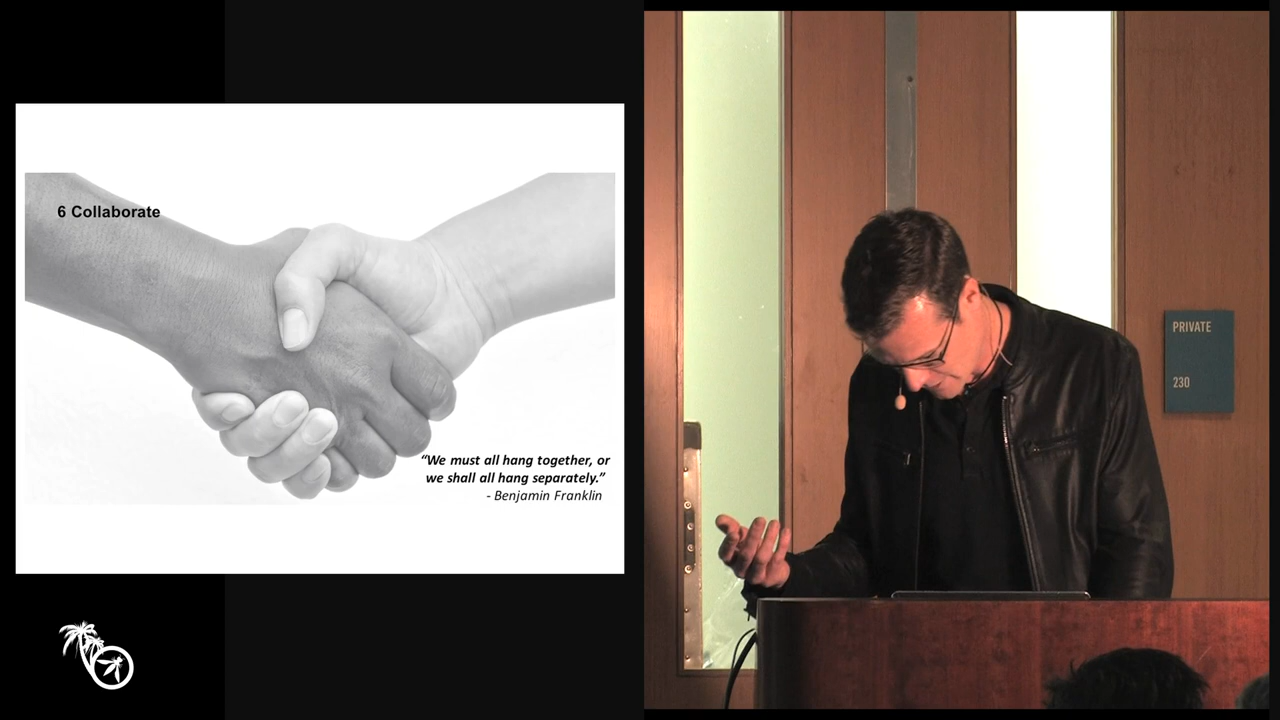 6 Collaborate
“We must all hang together, or
we shall all hang separately.”
- Benjamin Franklin
PRIVATE
230